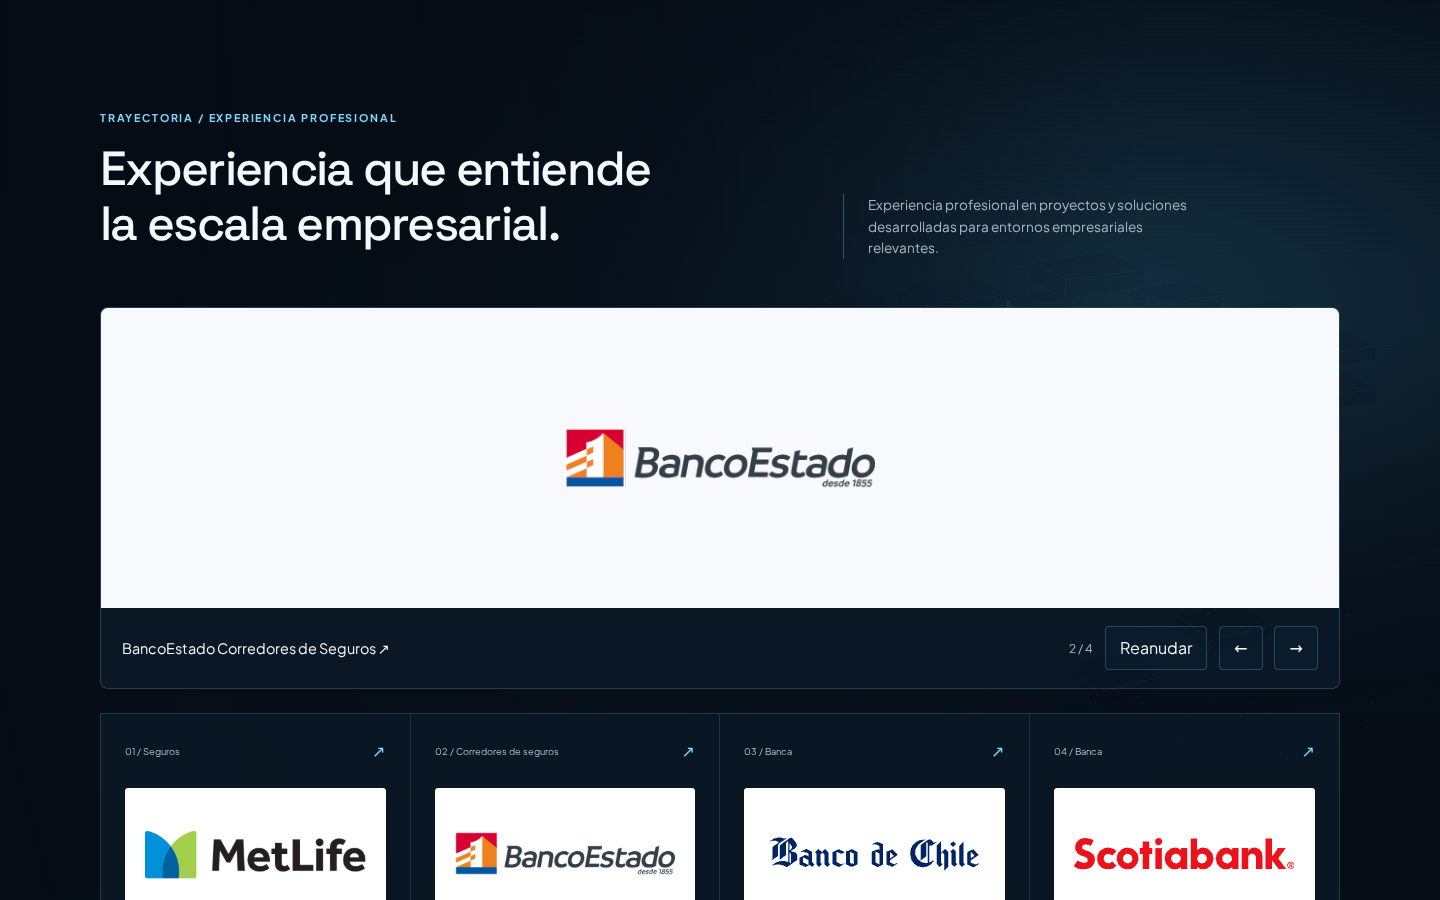 TRAYECTORIA / EXPERIENCIA PROFESIONAL
Experiencia que entiende
la escala empresarial.
Experiencia profesional en proyectos y soluciones
desarrolladas para entornos empresariales
relevantes.
BancoEstado
desde 1855
BancoEstado Corredores de Seguros ↗
2 / 4
Reanudar
←
→
01 / Seguros ↗
02 / Corredores de seguros ↗
03 / Banca ↗
04 / Banca ↗
MetLife
BancoEstado
desde 1855
Banco de Chile
Scotiabank®